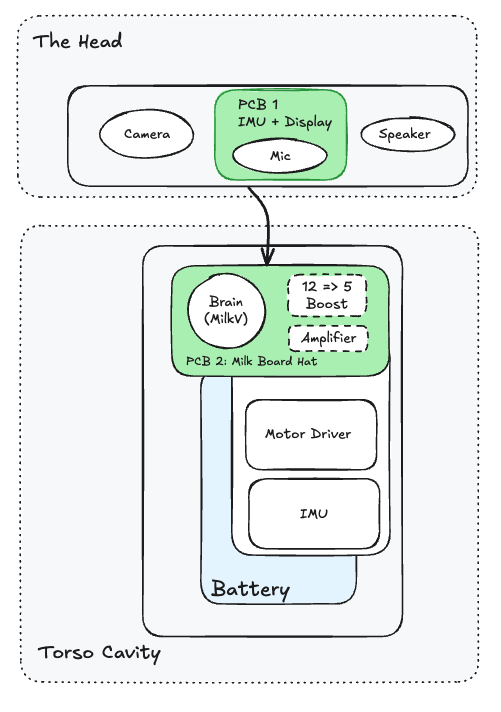 The Head
Camera
PCB 1
IMU + Display
Mic
Speaker
Brain
(MilkV)
12 => 5
Boost
Amplifier
PCB 2: Milk Board Hat
Motor Driver
IMU
Battery
Torso Cavity